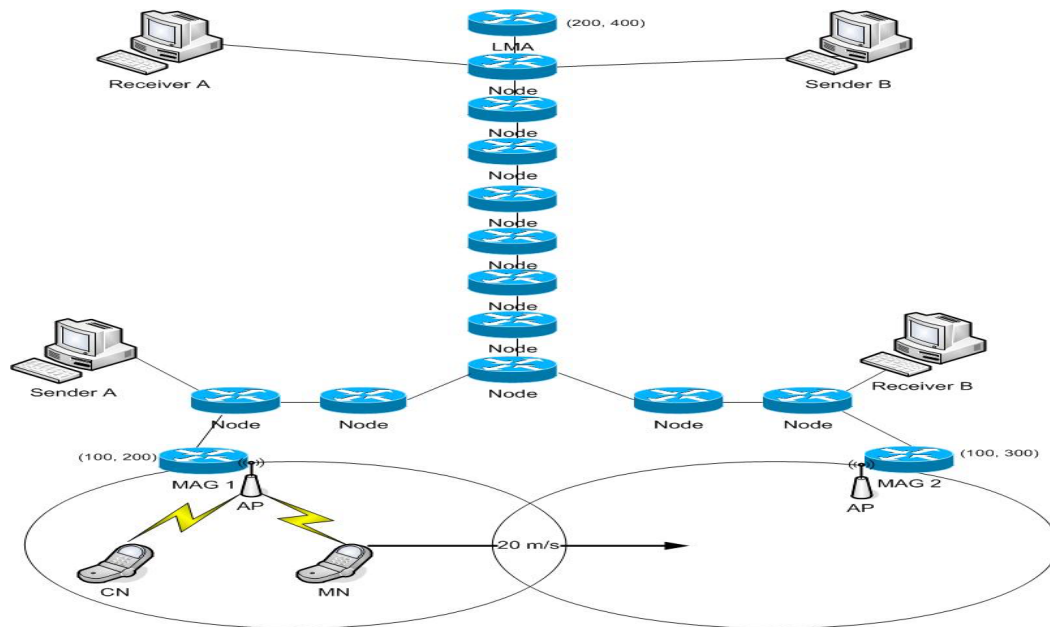 (200, 400)
LMA
Receiver A
Node
Sender B
Node
Node
Node
Node
Node
Node
Sender A
Node
Node
Node
Receiver B
Node
Node
Node
(100, 200)
MAG 1
AP
(100, 300)
MAG 2
AP
20 m/s
CN
MN